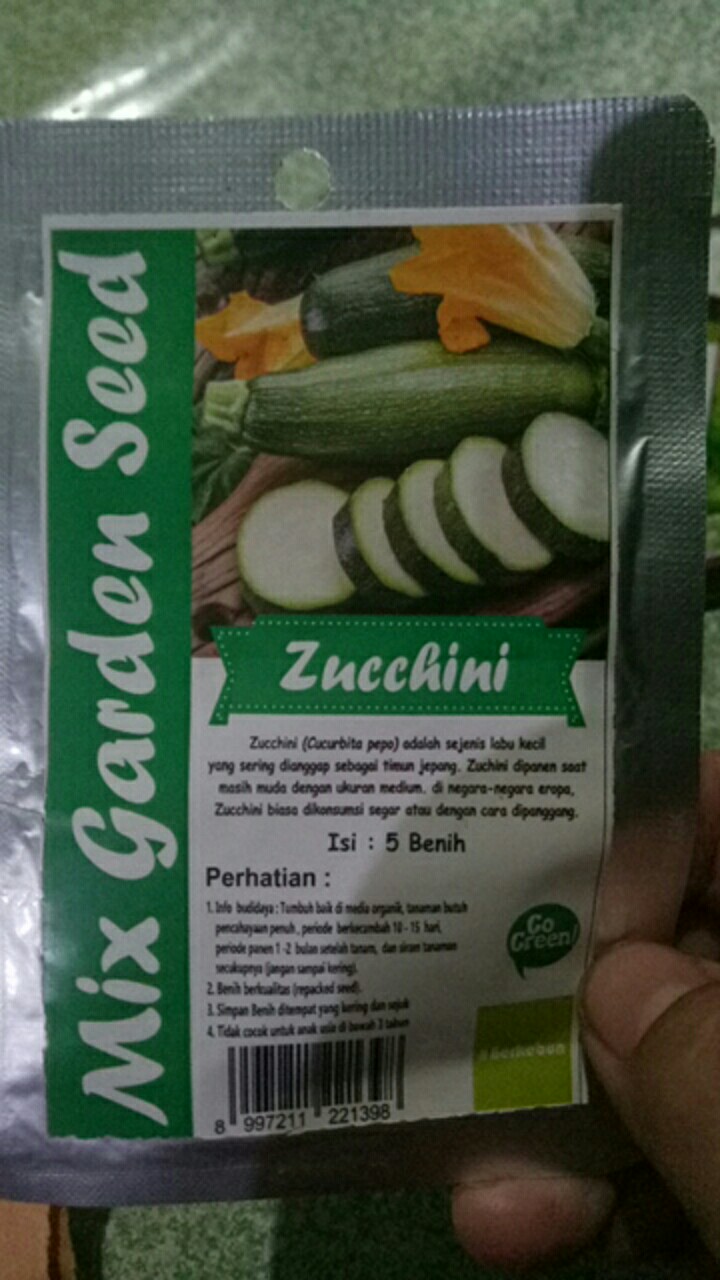 Mix Garden Seed
Zucchini
Zucchini (Cucurbita pepo) adalah sejenis labu kecil
yang sering dianggap sebagai timun jepang. Zuchini dipanen saat
masih muda dengan ukuran medium. di negara-negara eropa,
Zucchini biasa dikonsumsi segar atau dengan cara dipanggang.
Isi : 5 Benih
Perhatian :
1. Info budidaya : Tumbuh baik di media organik, tanaman butuh
pencahayaan penuh, periode berkecambah 10 - 15 hari,
periode panen 1 -2 bulan setelah tanam, dan siram tanaman
secukupnya (jangan sampai kering).
2. Benih berkualitas (repacked seed).
3. Simpan Benih ditempat yang kering dan sejuk
4. Tidak cocok untuk anak usia di bawah 3 tahun
Go
Green!
#Berkebun
8 997211 221398